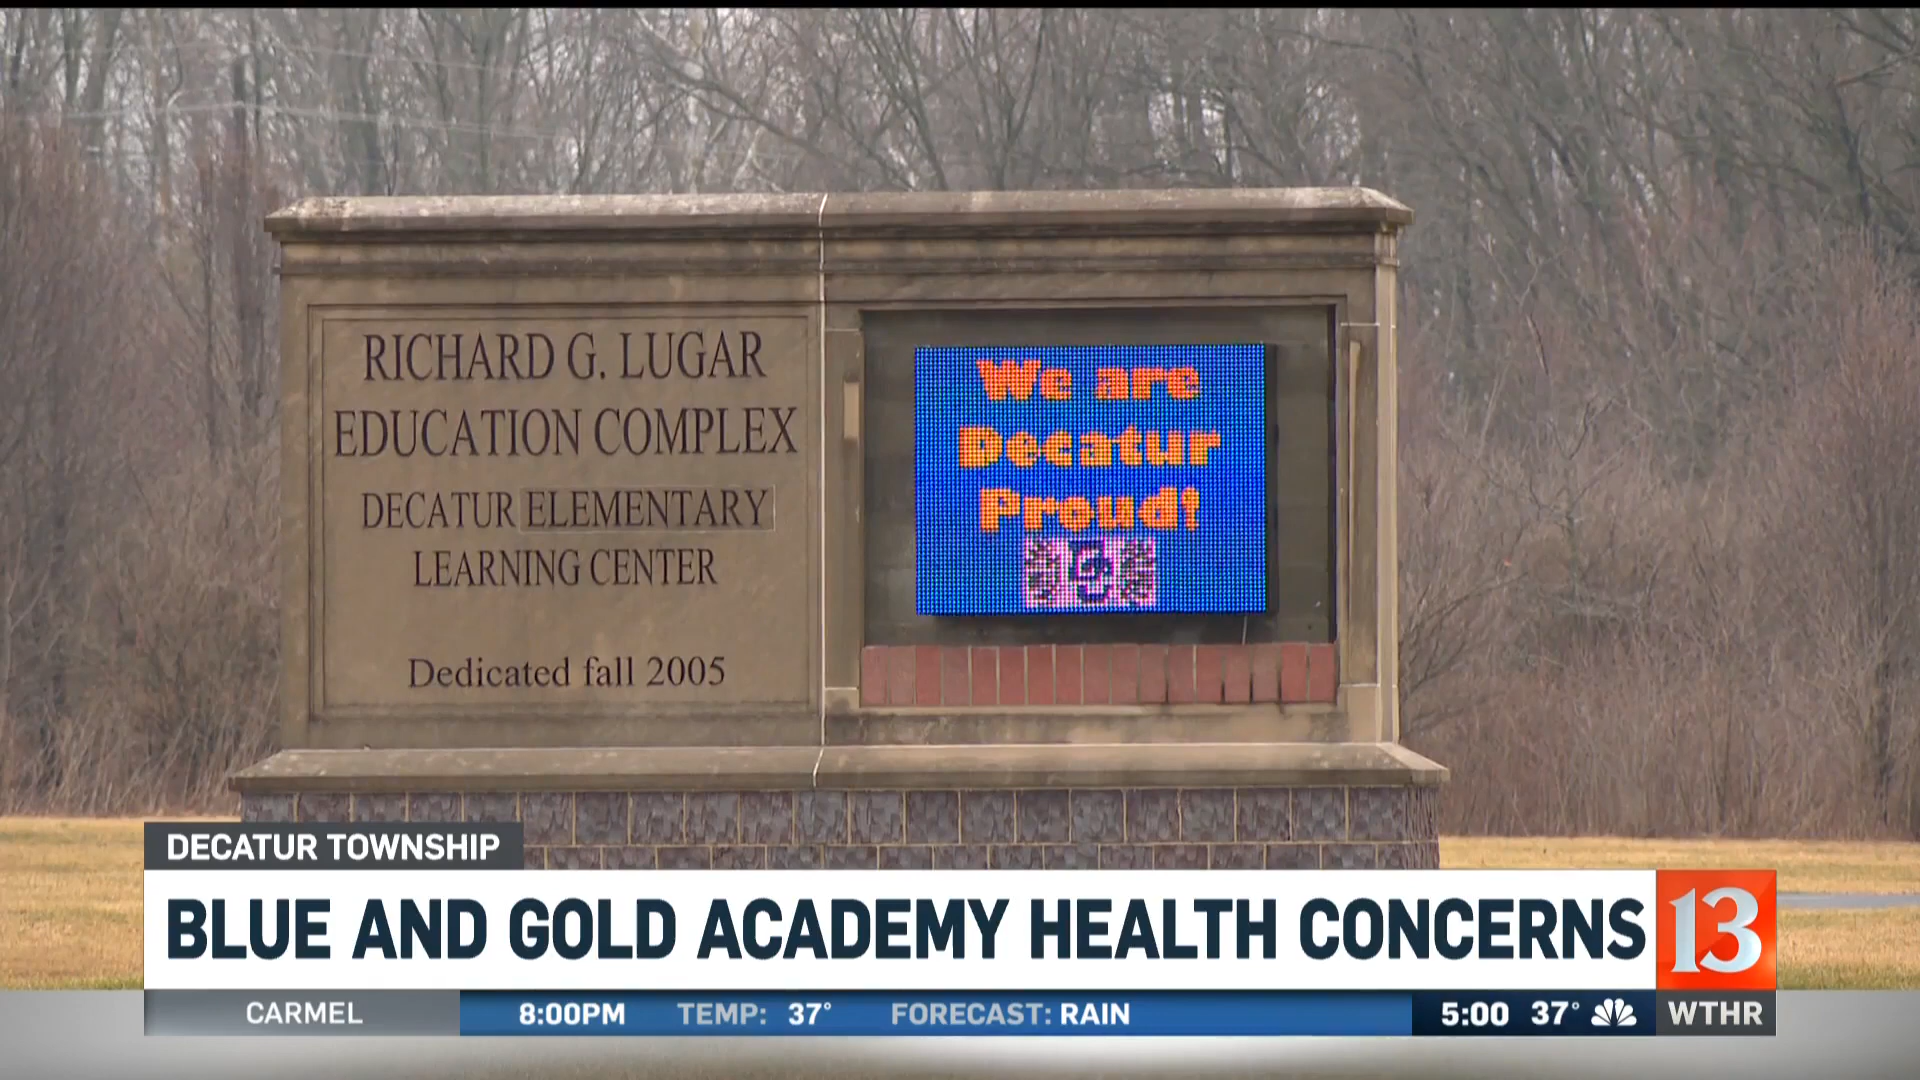 RICHARD G. LUGAR
EDUCATION COMPLEX
DECATUR ELEMENTARY
LEARNING CENTER
Dedicated fall 2005
We are
Decatur
Proud!
DECATUR TOWNSHIP
BLUE AND GOLD ACADEMY HEALTH CONCERNS
13
CARMEL 8:00PM TEMP: 37° FORECAST: RAIN 5:00 37° WTHR